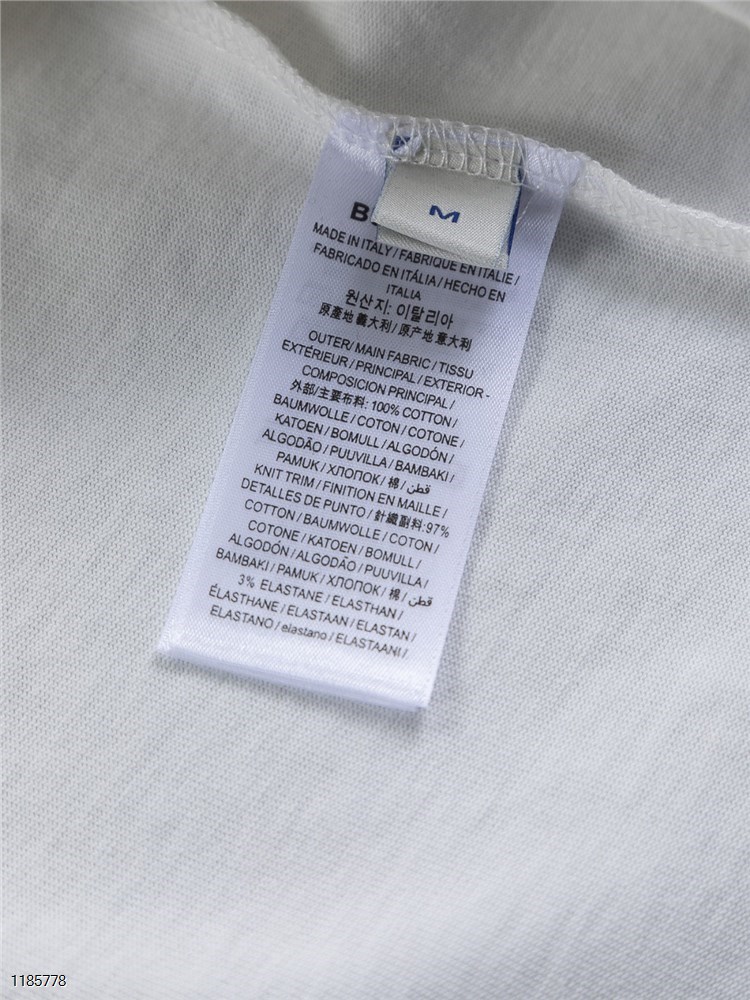 M
B
MADE IN ITALY / FABRIQUE EN ITALIE /
FABRICADO EN ITÁLIA / HECHO EN
ITALIA
원산지: 이탈리아
原產地 義大利 / 原产地 意大利
OUTER/ MAIN FABRIC / TISSU
EXTÉRIEUR / PRINCIPAL / EXTERIOR -
COMPOSICION PRINCIPAL /
外部/主要布料: 100% COTTON /
BAUMWOLLE / COTON / COTONE /
KATOEN / BOMULL / ALGODÓN /
ALGODÃO / PUUVILLA / BAMBAKI /
PAMUK / ХЛОПОК / 棉 / قطن
KNIT TRIM / FINITION EN MAILLE /
DETALLES DE PUNTO / 針織副料: 97%
COTTON / BAUMWOLLE / COTON /
COTONE / KATOEN / BOMULL /
ALGODÓN / ALGODÃO / PUUVILLA /
BAMBAKI / PAMUK / ХЛОПОК / 棉 / قطن
3% ELASTANE / ELASTHAN /
ÉLASTHANE / ELASTAAN / ELASTAN /
ELASTANO / elastano / ELASTAANI /
1185778